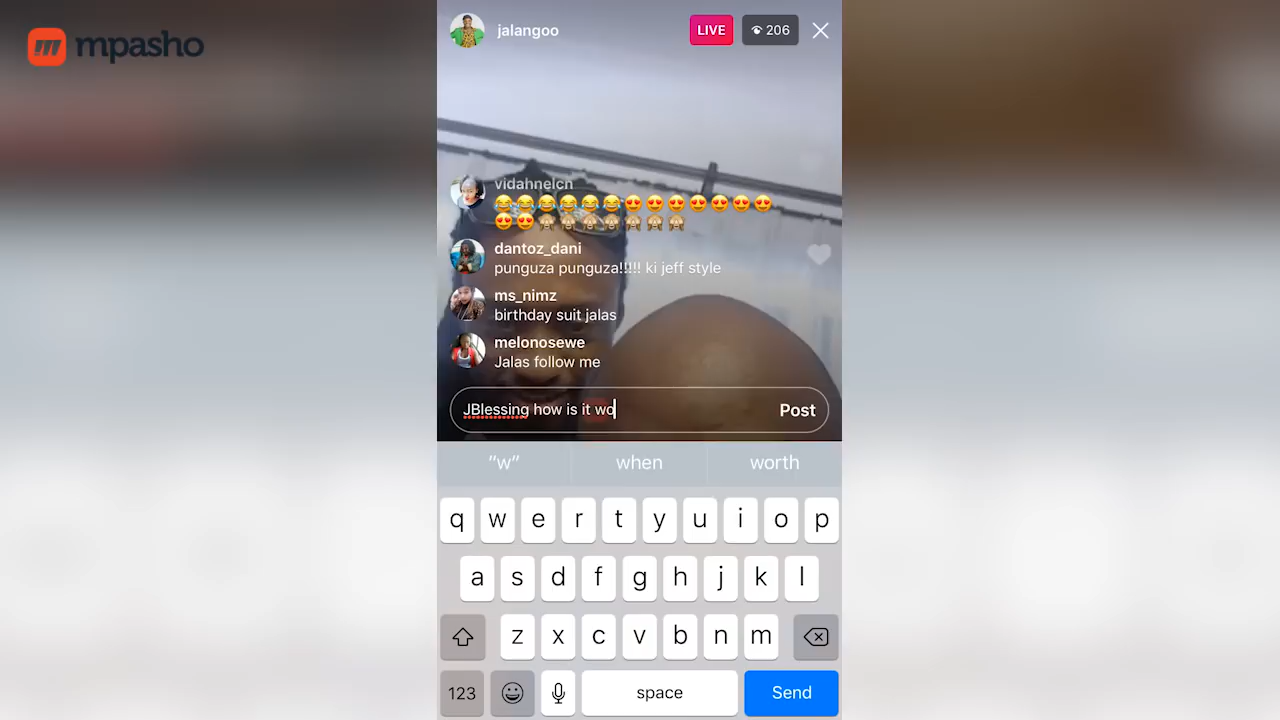 mpasho
jalangoo
LIVE
206
vidahnelcn
😂😂😂😂😂😂😍😍😍😍😍😍😍
😍😍🙈🙈🙈🙈🙈🙈🙈
dantoz_dani
punguza punguza!!!!! ki jeff style
ms_nimz
birthday suit jalas
melonosewe
Jalas follow me
JBlessing how is it wo
Post
“w” when worth
q w e r t y u i o p
a s d f g h j k l
z x c v b n m
123 space Send